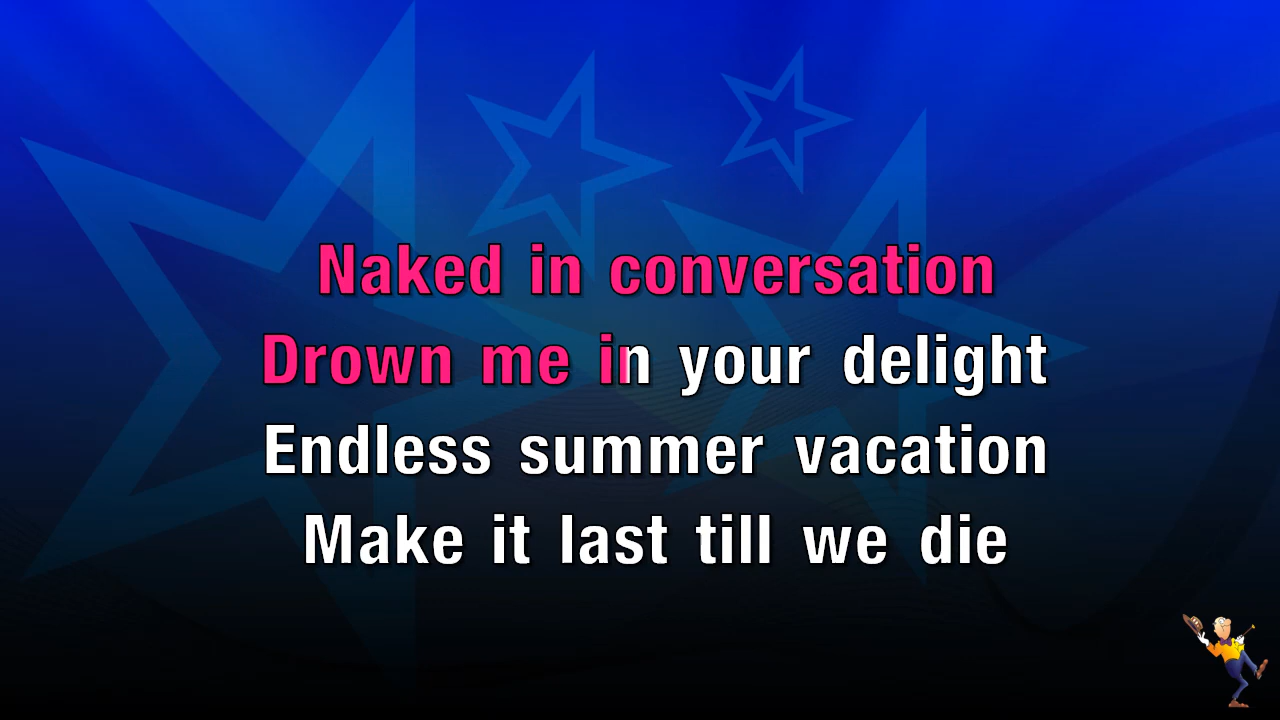 Naked in conversation
Drown me in your delight
Endless summer vacation
Make it last till we die